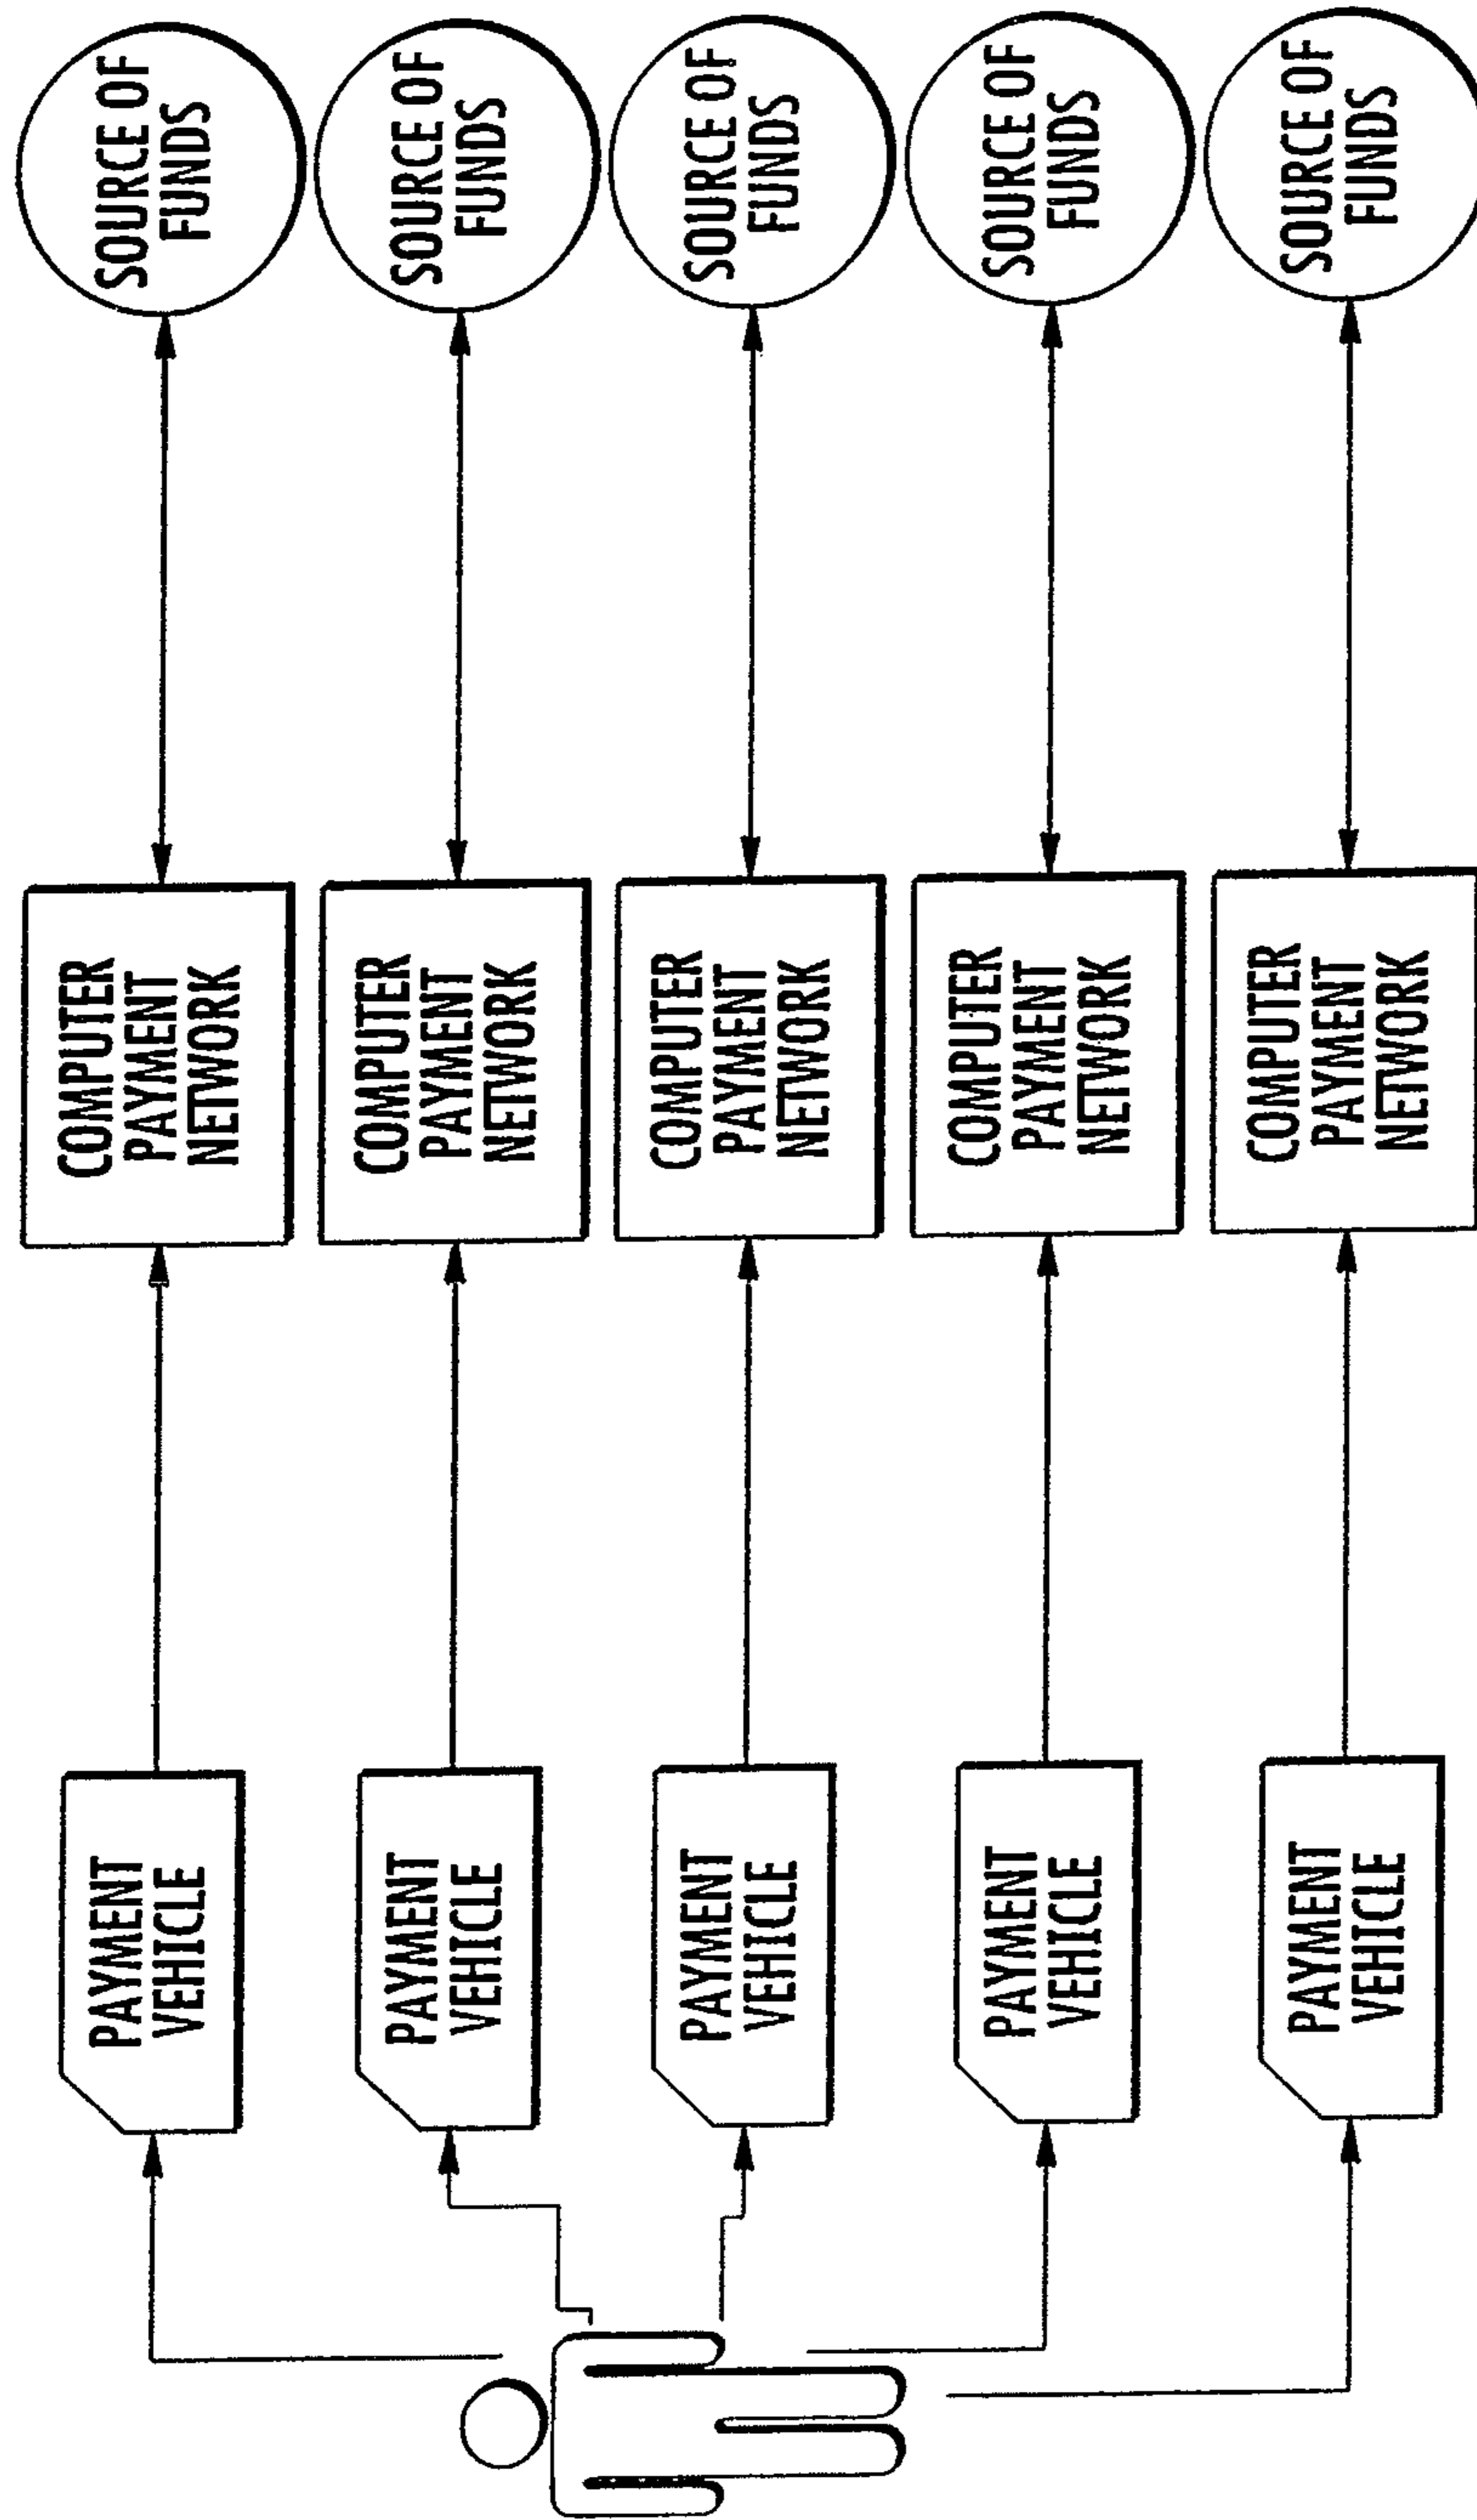 PAYMENT
VEHICLE
COMPUTER
PAYMENT
NETWORK
SOURCE OF
FUNDS
PAYMENT
VEHICLE
COMPUTER
PAYMENT
NETWORK
SOURCE OF
FUNDS
PAYMENT
VEHICLE
COMPUTER
PAYMENT
NETWORK
SOURCE OF
FUNDS
PAYMENT
VEHICLE
COMPUTER
PAYMENT
NETWORK
SOURCE OF
FUNDS
PAYMENT
VEHICLE
COMPUTER
PAYMENT
NETWORK
SOURCE OF
FUNDS